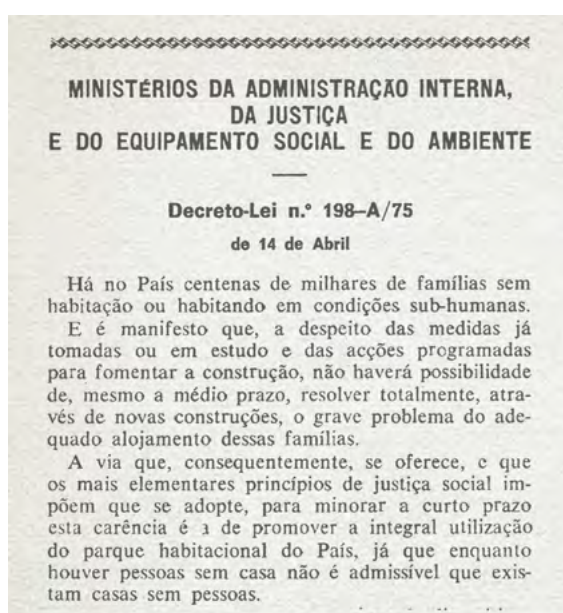 MINISTÉRIOS DA ADMINISTRAÇÃO INTERNA,
DA JUSTIÇA
E DO EQUIPAMENTO SOCIAL E DO AMBIENTE
Decreto-Lei n.º 198-A/75
de 14 de Abril
Há no País centenas de milhares de famílias sem
habitação ou habitando em condições sub-humanas.
E é manifesto que, a despeito das medidas já
tomadas ou em estudo e das acções programadas
para fomentar a construção, não haverá possibilidade
de, mesmo a médio prazo, resolver totalmente, atra-
vés de novas construções, o grave problema do ade-
quado alojamento dessas famílias.
A via que, consequentemente, se oferece, e que
os mais elementares princípios de justiça social im-
põem que se adopte, para minorar a curto prazo
esta carência é a de promover a integral utilização
do parque habitacional do País, já que enquanto
houver pessoas sem casa não é admissível que exis-
tam casas sem pessoas.